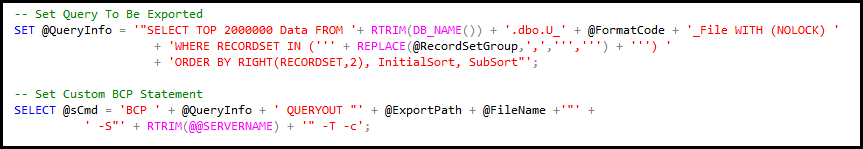 -- Set Query To Be Exported
SET @QueryInfo = '"SELECT TOP 2000000 Data FROM '+ RTRIM(DB_NAME()) + '.dbo.U_' + @FormatCode + '_File WITH (NOLOCK) '
+ 'WHERE RECORDSET IN (''' + REPLACE(@RecordSetGroup,',',''',''') + ''') '
+ 'ORDER BY RIGHT(RECORDSET,2), InitialSort, SubSort"';
-- Set Custom BCP Statement
SELECT @sCmd = 'BCP ' + @QueryInfo + ' QUERYOUT "' + @ExportPath + @FileName +'"' +
' -S"' + RTRIM(@@SERVERNAME) + '" -T -c';